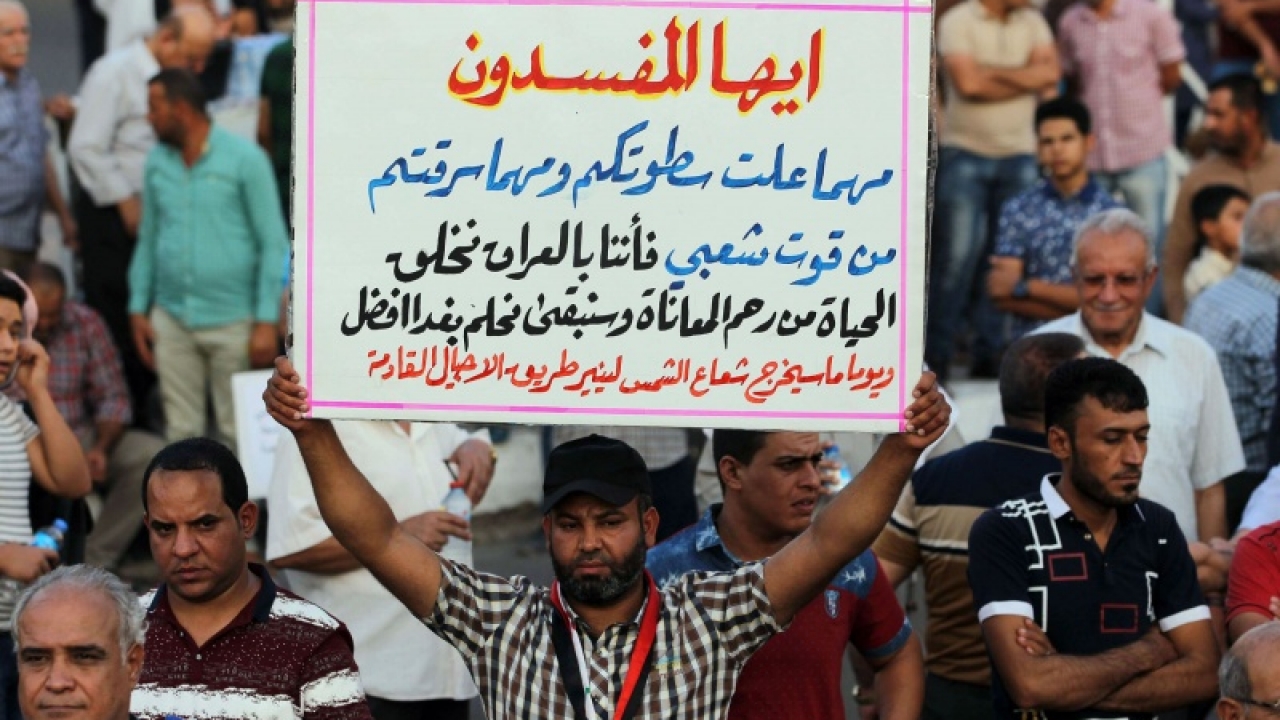 ايها المفسدون
مهما علت سطوتكم ومهما سرقتم
من قوت شعبي فأننا بالعراق نخلق
الحياة من رحم المعاناة وسنبقى نحلم بغد افضل
ويوما ما سيخرج شعاع الشمس لينير طريق الاجيال القادمة